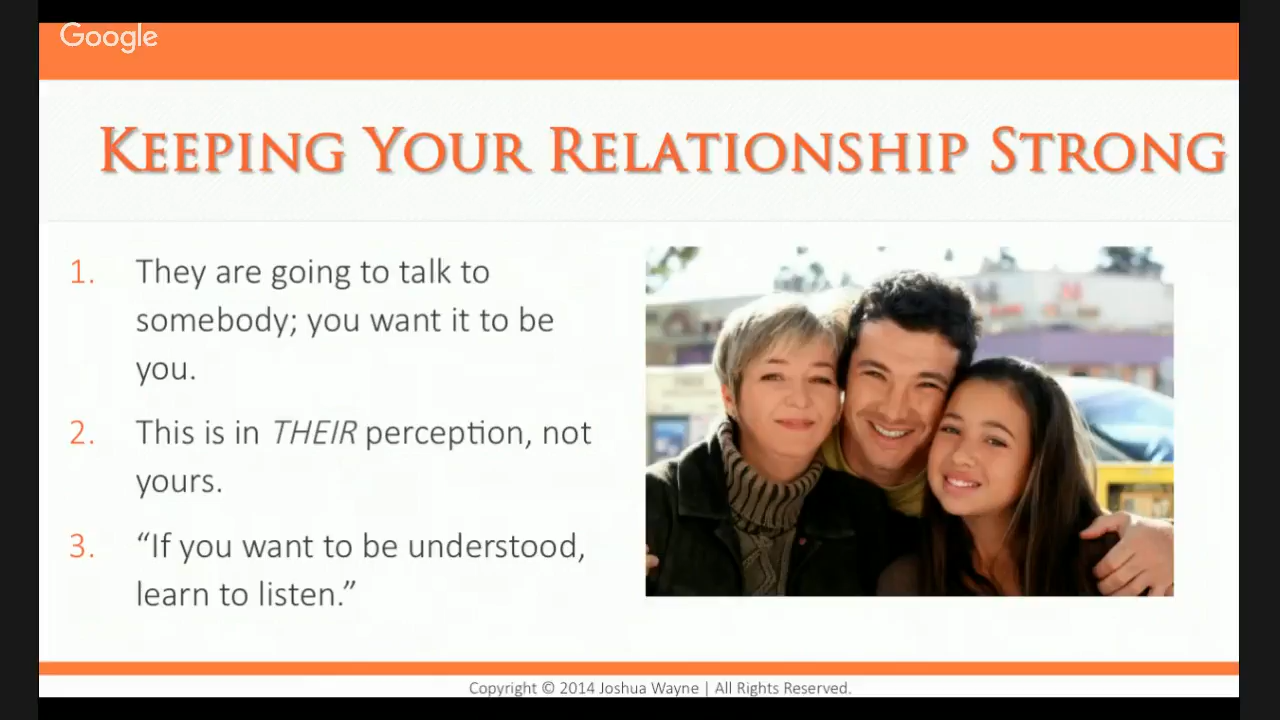 Google
KEEPING YOUR RELATIONSHIP STRONG
1. They are going to talk to
somebody; you want it to be
you.
2. This is in THEIR perception, not
yours.
3. “If you want to be understood,
learn to listen.”
Copyright © 2014 Joshua Wayne | All Rights Reserved.